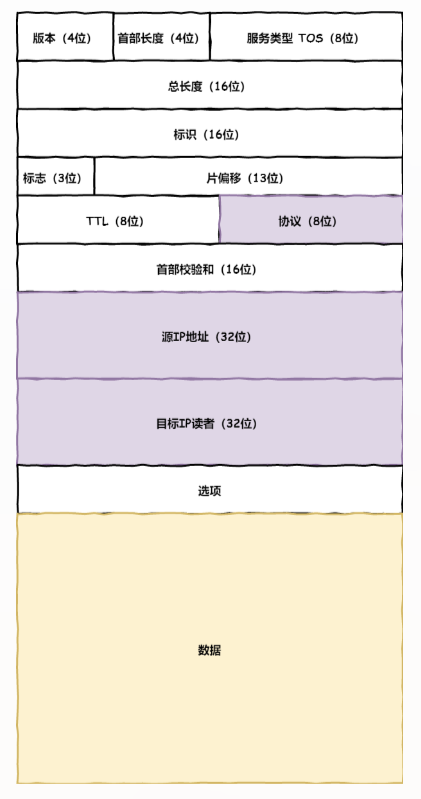 版本（4位）
首部长度（4位）
服务类型 TOS（8位）
总长度（16位）
标识（16位）
标志（3位）
片偏移（13位）
TTL（8位）
协议（8位）
首部校验和（16位）
源IP地址（32位）
目标IP读者（32位）
选项
数据